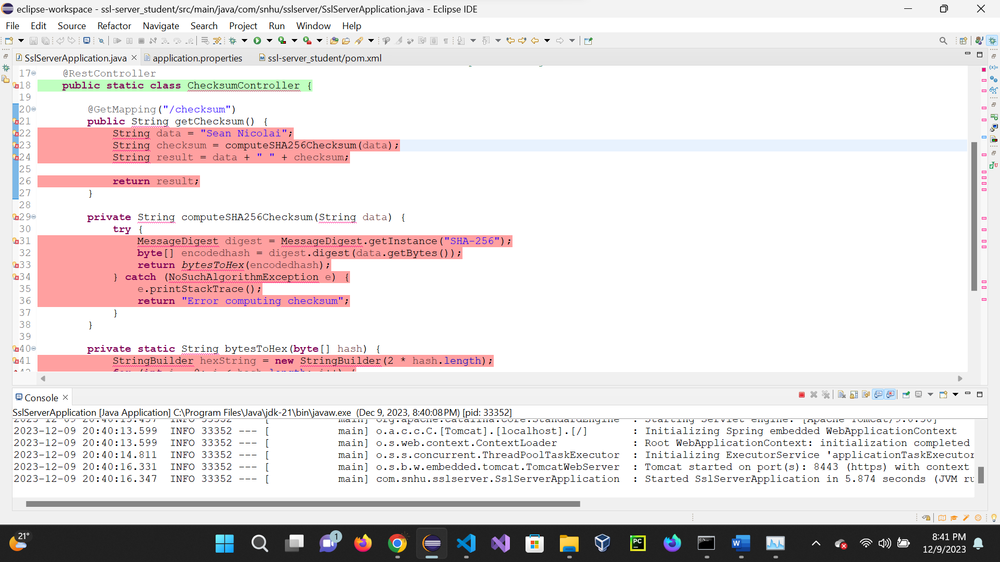 eclipse-workspace - ssl-server_student/src/main/java/com/snhu/sslserver/SslServerApplication.java - Eclipse IDE
File Edit Source Refactor Navigate Search Project Run Window Help
SslServerApplication.java application.properties ssl-server_student/pom.xml
17 @RestController
18 public static class ChecksumController {
19
20 @GetMapping("/checksum")
21 public String getChecksum() {
22 String data = "Sean Nicolai";
23 String checksum = computeSHA256Checksum(data);
24 String result = data + " " + checksum;
25
26 return result;
27 }
28
29 private String computeSHA256Checksum(String data) {
30 try {
31 MessageDigest digest = MessageDigest.getInstance("SHA-256");
32 byte[] encodedhash = digest.digest(data.getBytes());
33 return bytesToHex(encodedhash);
34 } catch (NoSuchAlgorithmException e) {
35 e.printStackTrace();
36 return "Error computing checksum";
37 }
38 }
39
40 private static String bytesToHex(byte[] hash) {
41 StringBuilder hexString = new StringBuilder(2 * hash.length);
Console
SslServerApplication [Java Application] C:\Program Files\Java\jdk-21\bin\javaw.exe (Dec 9, 2023, 8:40:08 PM) [pid: 33352]
2023-12-09 20:40:13.599 INFO 33352 --- [ main] o.a.c.c.C.[Tomcat].[localhost].[/] : Initializing Spring embedded WebApplicationContext
2023-12-09 20:40:13.599 INFO 33352 --- [ main] o.s.web.context.ContextLoader : Root WebApplicationContext: initialization completed
2023-12-09 20:40:14.811 INFO 33352 --- [ main] o.s.s.concurrent.ThreadPoolTaskExecutor : Initializing ExecutorService 'applicationTaskExecutor
2023-12-09 20:40:16.331 INFO 33352 --- [ main] o.s.b.w.embedded.tomcat.TomcatWebServer : Tomcat started on port(s): 8443 (https) with context
2023-12-09 20:40:16.347 INFO 33352 --- [ main] com.snhu.sslserver.SslServerApplication : Started SslServerApplication in 5.874 seconds (JVM ru
21°
1
PC
8:41 PM
12/9/2023